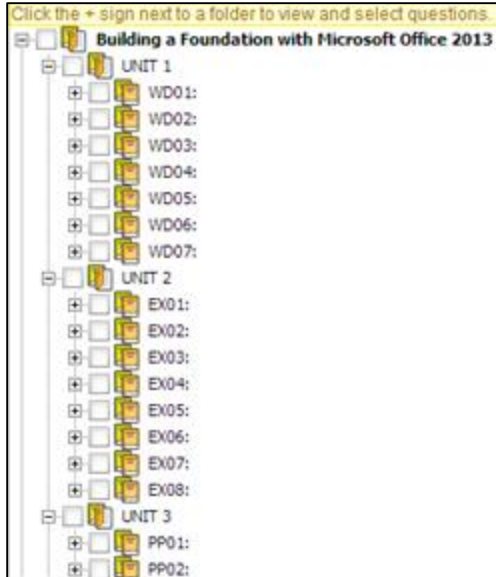 Click the + sign next to a folder to view and select questions.
Building a Foundation with Microsoft Office 2013
UNIT 1
WD01:
WD02:
WD03:
WD04:
WD05:
WD06:
WD07:
UNIT 2
EX01:
EX02:
EX03:
EX04:
EX05:
EX06:
EX07:
EX08:
UNIT 3
PP01:
PP02: